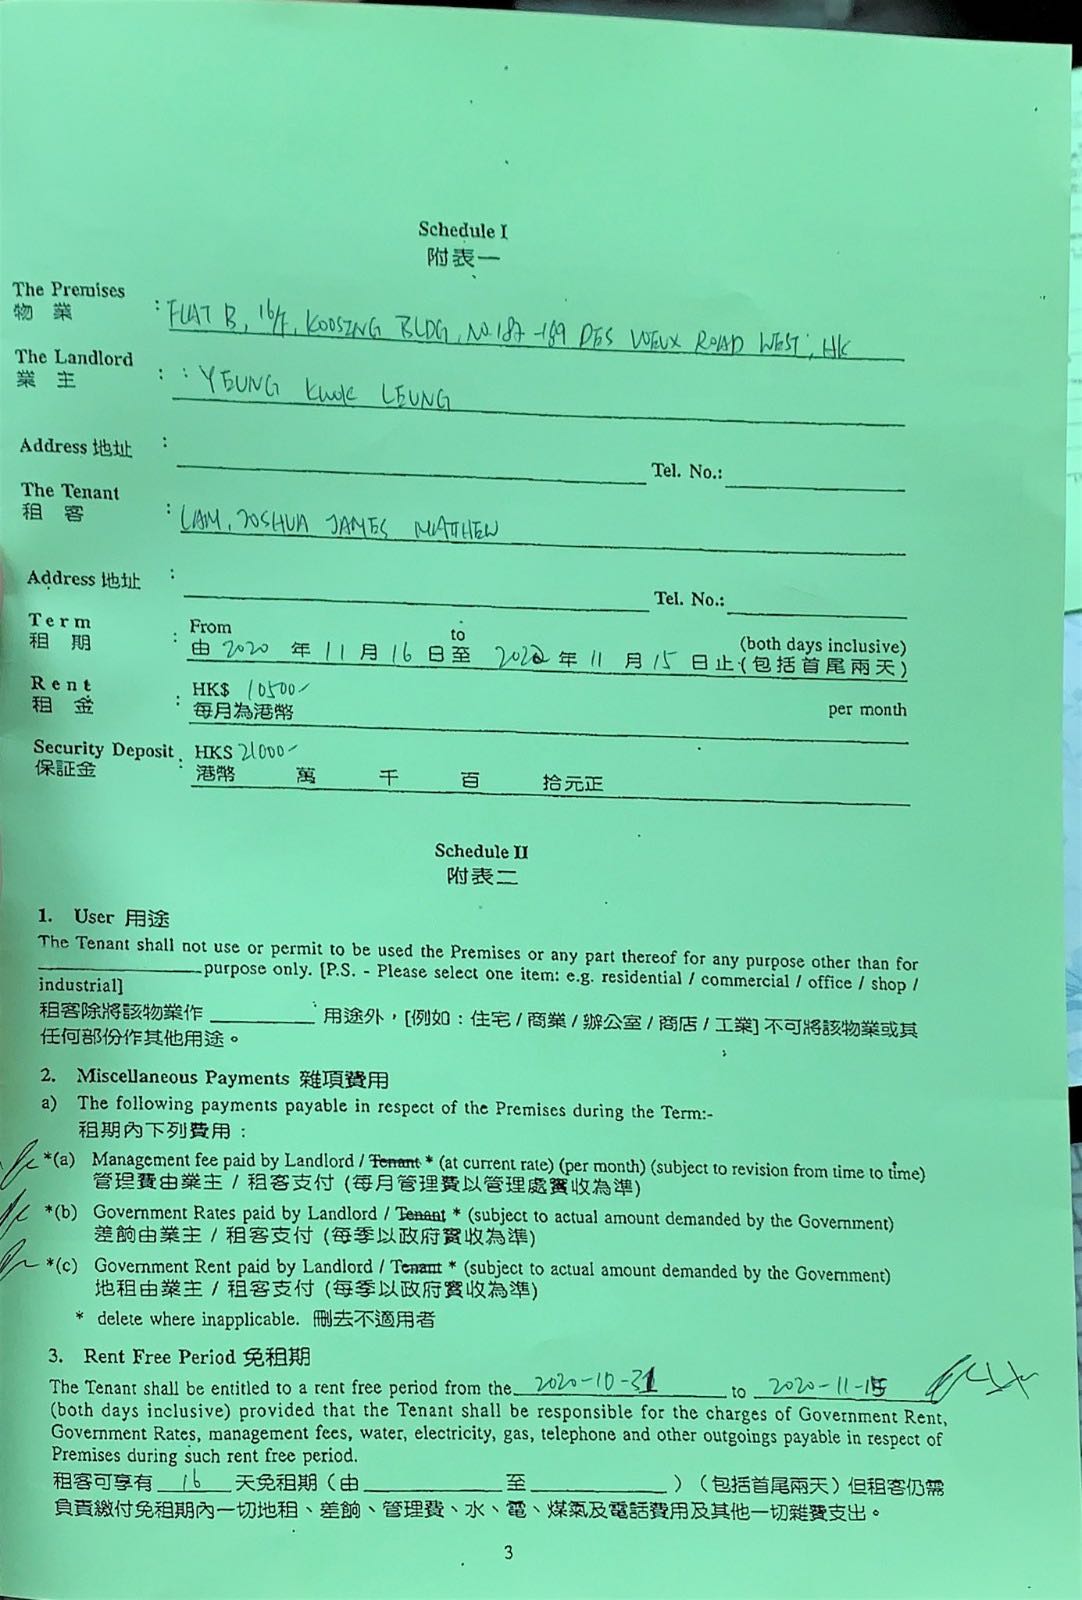 Schedule I
附表一
The Premises
物 業 : FLAT B, 16/F, KOOSING BLDG, NO.187-189 DES VOEUX ROAD WEST, HK
The Landlord
業 主 : : YEUNG KWOK LEUNG
Address 地址 : Tel. No.:
The Tenant
租 客 : LAM, JOSHUA JAMES MATTHEW
Address 地址 : Tel. No.:
Term From to (both days inclusive)
租 期 : 由 2020 年 11 月 16 日至 2022 年 11 月 15 日止 (包括首尾兩天)
Rent HK$ 10500-
租 金 : 每月為港幣 per month
Security Deposit : HK$ 21000-
保証金 港幣 萬 千 百 拾元正
Schedule II
附表二
1. User 用途
The Tenant shall not use or permit to be used the Premises or any part thereof for any purpose other than for
purpose only. [P.S. - Please select one item: e.g. residential / commercial / office / shop /
industrial]
租客除將該物業作 用途外，[例如：住宅 / 商業 / 辦公室 / 商店 / 工業] 不可將該物業或其
任何部份作其他用途。
2. Miscellaneous Payments 雜項費用
a) The following payments payable in respect of the Premises during the Term:-
租期內下列費用：
*(a) Management fee paid by Landlord / Tenant * (at current rate) (per month) (subject to revision from time to time)
管理費由業主 / 租客支付 (每月管理費以管理處實收為準)
*(b) Government Rates paid by Landlord / Tenant * (subject to actual amount demanded by the Government)
差餉由業主 / 租客支付 (每季以政府實收為準)
*(c) Government Rent paid by Landlord / Tenant * (subject to actual amount demanded by the Government)
地租由業主 / 租客支付 (每季以政府實收為準)
* delete where inapplicable. 刪去不適用者
3. Rent Free Period 免租期
The Tenant shall be entitled to a rent free period from the 2020-10-31 to 2020-11-15
(both days inclusive) provided that the Tenant shall be responsible for the charges of Government Rent,
Government Rates, management fees, water, electricity, gas, telephone and other outgoings payable in respect of
Premises during such rent free period.
租客可享有 16 天免租期（由 至 ）（包括首尾兩天）但租客仍需
負責繳付免租期內一切地租、差餉、管理費、水、電、煤氣及電話費用及其他一切雜費支出。
3